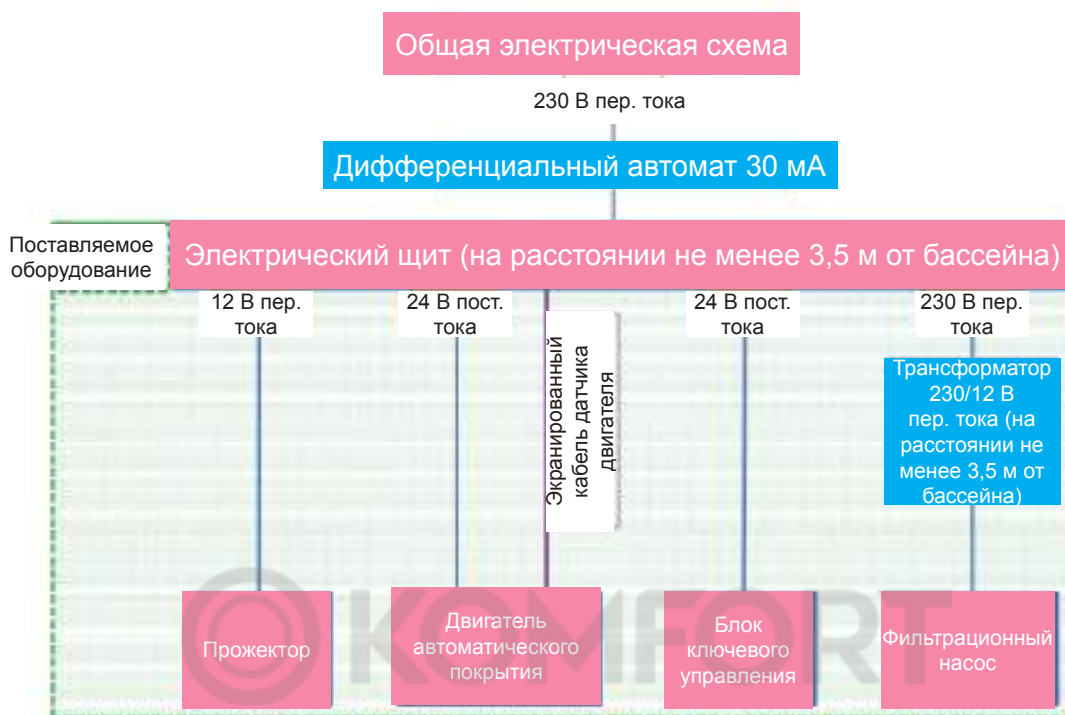 Общая электрическая схема
230 В пер. тока
Дифференциальный автомат 30 мА
Поставляемое
оборудование
Электрический щит (на расстоянии не менее 3,5 м от бассейна)
12 В пер.
тока
24 В пост.
тока
Экранированный
кабель датчика
двигателя
24 В пост.
тока
230 В пер.
тока
Трансформатор
230/12 В
пер. тока (на
расстоянии не
менее 3,5 м от
бассейна)
Прожектор
Двигатель
автоматического
покрытия
Блок
ключевого
управления
Фильтрационный
насос
KOMFORT